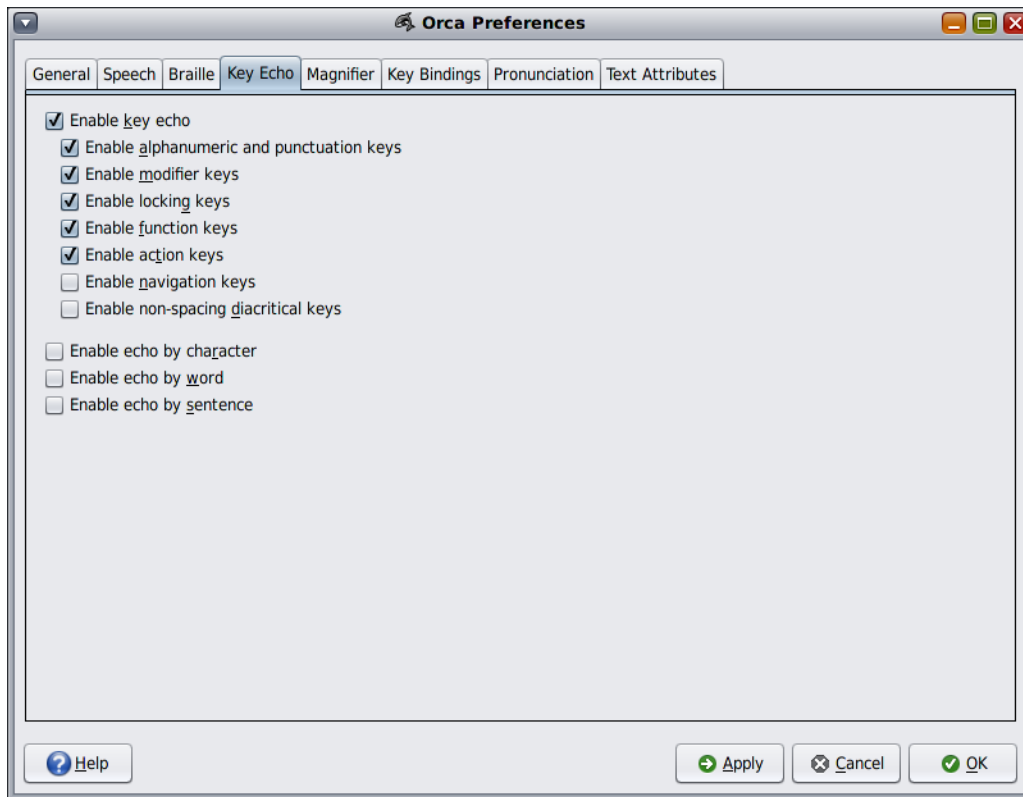 Orca Preferences
General Speech Braille Key Echo Magnifier Key Bindings Pronunciation Text Attributes
Enable key echo
Enable alphanumeric and punctuation keys
Enable modifier keys
Enable locking keys
Enable function keys
Enable action keys
Enable navigation keys
Enable non-spacing diacritical keys
Enable echo by character
Enable echo by word
Enable echo by sentence
Help Apply Cancel OK